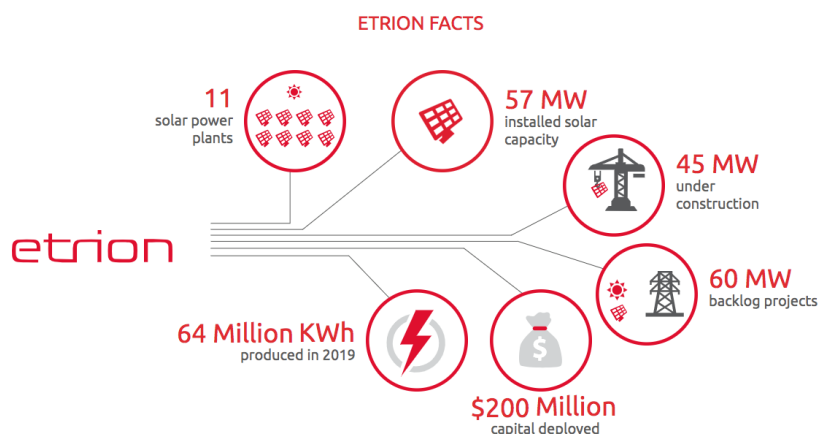 ETRION FACTS
11
solar power
plants
57 MW
installed solar
capacity
45 MW
under
construction
etrion
60 MW
backlog projects
64 Million KWh
produced in 2019
$
$200 Million
capital deployed